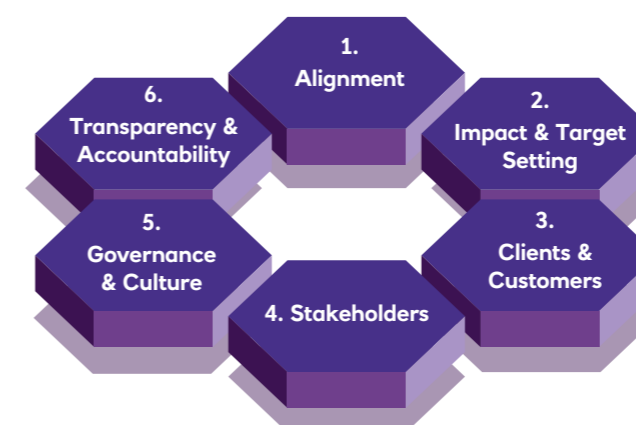 1.
Alignment
2.
Impact & Target
Setting
3.
Clients &
Customers
4. Stakeholders
5.
Governance
& Culture
6.
Transparency &
Accountability